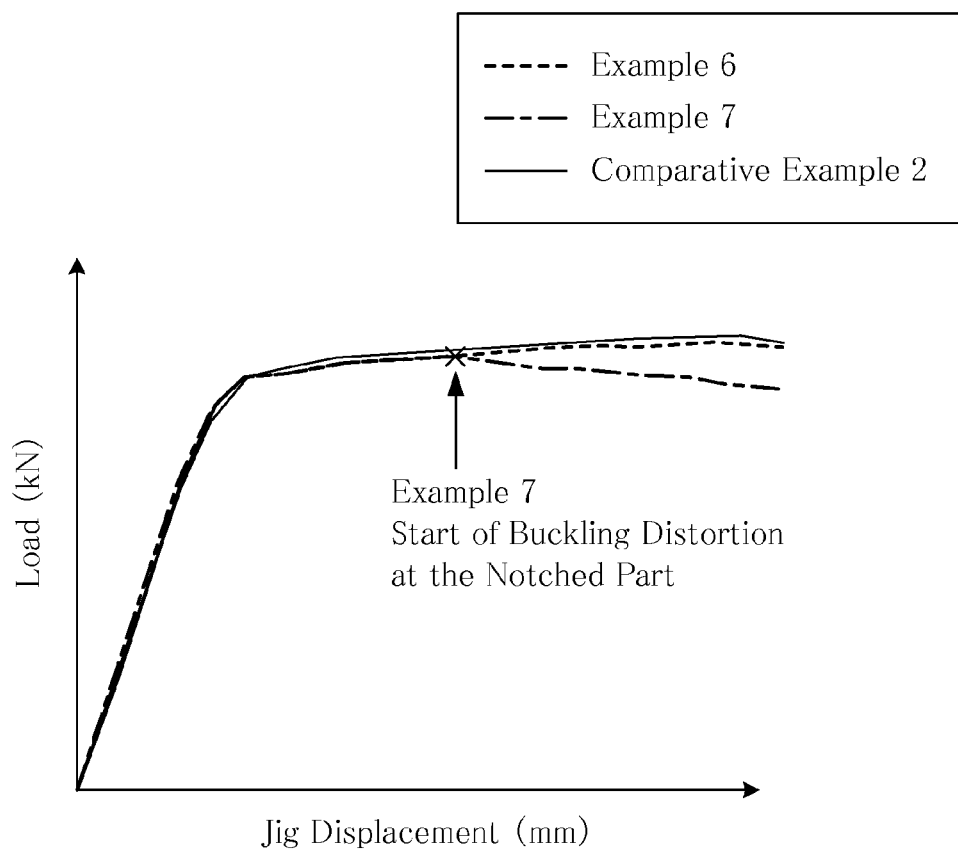 Example 6
Example 7
Comparative Example 2
Load (kN)
Example 7
Start of Buckling Distortion
at the Notched Part
Jig Displacement (mm)